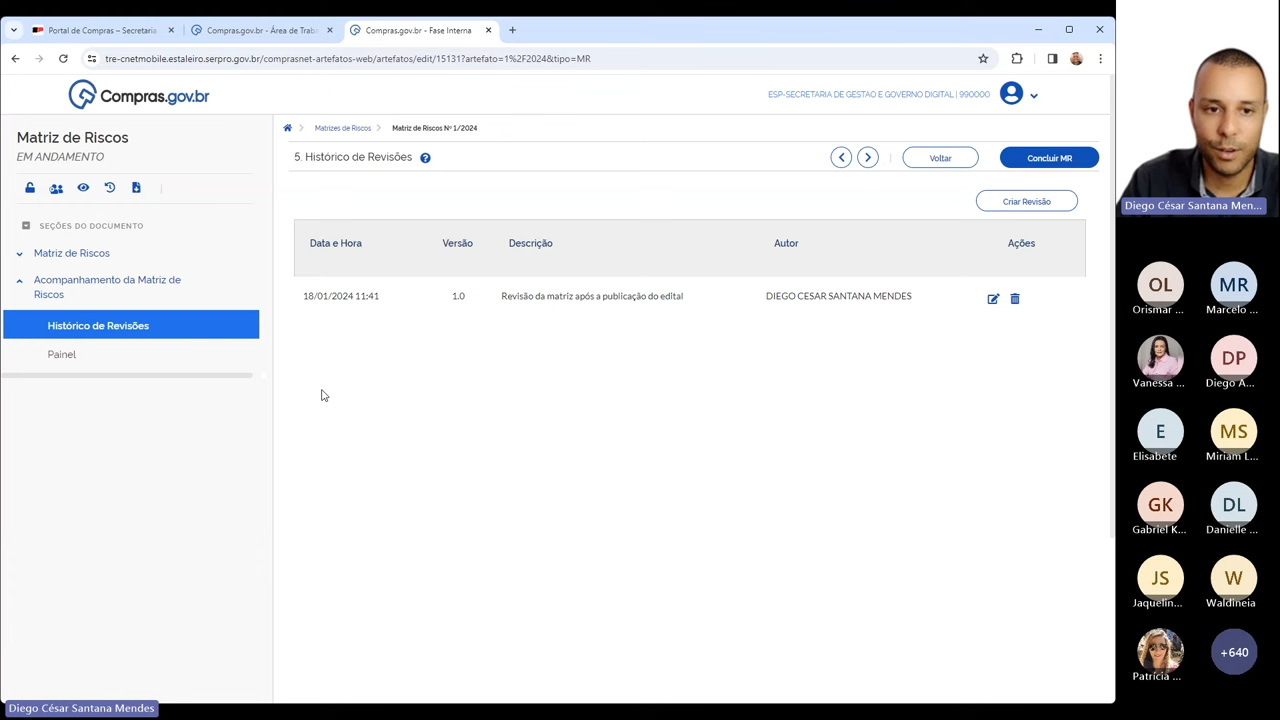 Portal de Compras – Secretaria
Compras.gov.br - Área de Trab
Compras.gov.br - Fase Interna
tre-cnetmobile.estaleiro.serpro.gov.br/comprasnet-artefatos-web/artefatos/edit/15131?artefato=1%2F2024&tipo=MR
Compras.gov.br
ESP-SECRETARIA DE GESTAO E GOVERNO DIGITAL | 990000
Matriz de Riscos
EM ANDAMENTO
SEÇÕES DO DOCUMENTO
Matriz de Riscos
Acompanhamento da Matriz de
Riscos
Histórico de Revisões
Painel
Matrizes de Riscos
Matriz de Riscos Nº 1/2024
5. Histórico de Revisões
Voltar
Concluir MR
Criar Revisão
Data e Hora Versão Descrição Autor Ações
18/01/2024 11:41 1.0 Revisão da matriz após a publicação do edital DIEGO CESAR SANTANA MENDES
Diego César Santana Men...
OL MR
Orismar ... Marcelo ...
DP
Vanessa ... Diego A...
E MS
Elisabete Miriam L...
GK DL
Gabriel K... Danielle ...
JS W
Jaquelin... Waldineia
+640
Patrícia ...
Diego César Santana Mendes